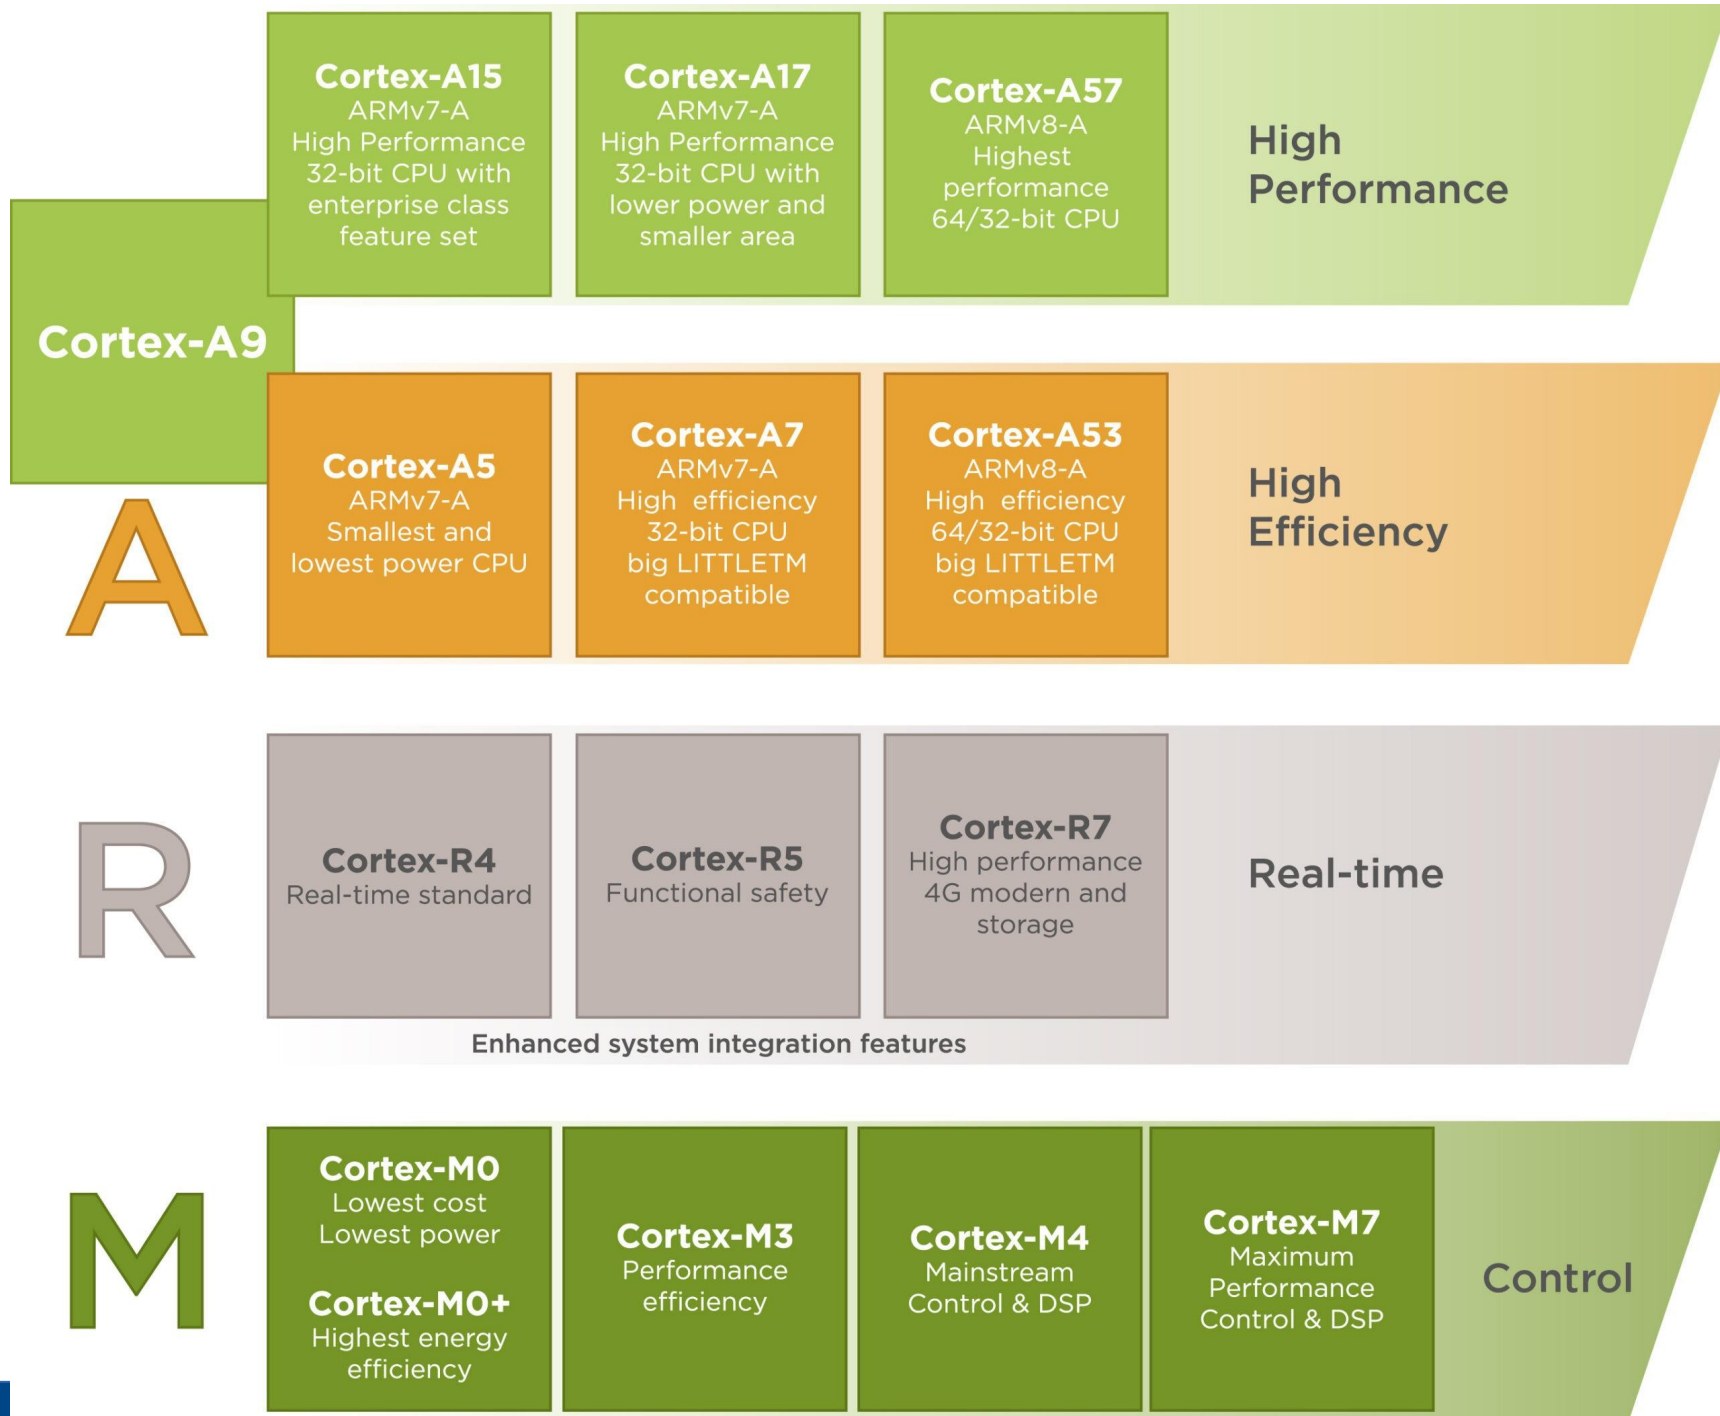 Cortex-A15
ARMv7-A
High Performance
32-bit CPU with
enterprise class
feature set
Cortex-A17
ARMv7-A
High Performance
32-bit CPU with
lower power and
smaller area
Cortex-A57
ARMv8-A
Highest
performance
64/32-bit CPU
High
Performance
Cortex-A9
A
Cortex-A5
ARMv7-A
Smallest and
lowest power CPU
Cortex-A7
ARMv7-A
High efficiency
32-bit CPU
big LITTLETM
compatible
Cortex-A53
ARMv8-A
High efficiency
64/32-bit CPU
big LITTLETM
compatible
High
Efficiency
R
Cortex-R4
Real-time standard
Cortex-R5
Functional safety
Cortex-R7
High performance
4G modern and
storage
Real-time
Enhanced system integration features
M
Cortex-M0
Lowest cost
Lowest power
Cortex-M0+
Highest energy
efficiency
Cortex-M3
Performance
efficiency
Cortex-M4
Mainstream
Control & DSP
Cortex-M7
Maximum
Performance
Control & DSP
Control